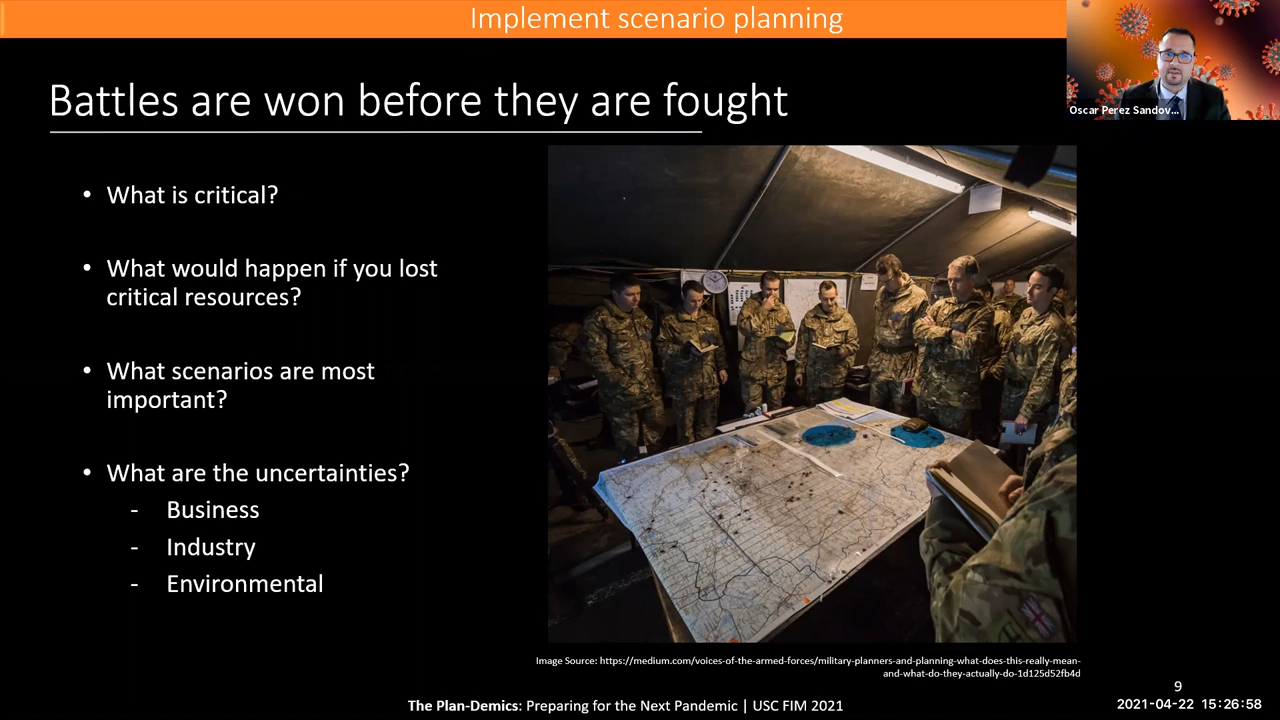 Implement scenario planning
Oscar Perez Sandov...
Battles are won before they are fought
• What is critical?
• What would happen if you lost
critical resources?
• What scenarios are most
important?
• What are the uncertainties?
- Business
- Industry
- Environmental
Image Source: https://medium.com/voices-of-the-armed-forces/military-planners-and-planning-what-does-this-really-mean-
and-what-do-they-actually-do-1d125d52fb4d
9
The Plan-Demics: Preparing for the Next Pandemic | USC FIM 2021
2021-04-22 15:26:58